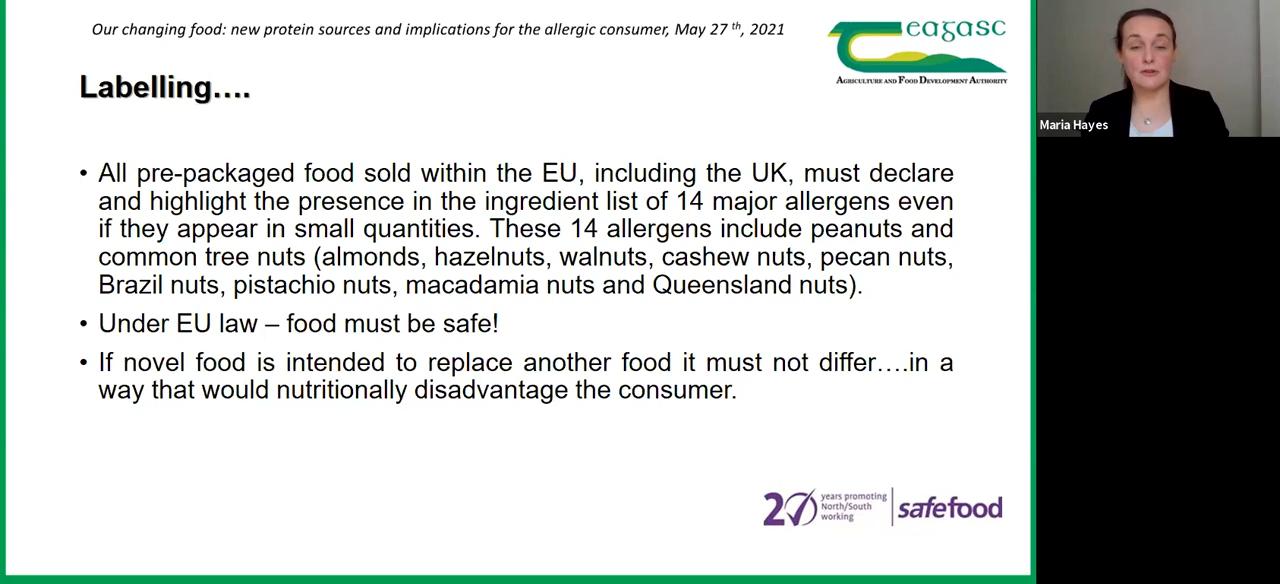 Our changing food: new protein sources and implications for the allergic consumer, May 27 th, 2021
eagasc
AGRICULTURE AND FOOD DEVELOPMENT AUTHORITY
Labelling….
Maria Hayes
• All pre-packaged food sold within the EU, including the UK, must declare
and highlight the presence in the ingredient list of 14 major allergens even
if they appear in small quantities. These 14 allergens include peanuts and
common tree nuts (almonds, hazelnuts, walnuts, cashew nuts, pecan nuts,
Brazil nuts, pistachio nuts, macadamia nuts and Queensland nuts).
• Under EU law – food must be safe!
• If novel food is intended to replace another food it must not differ….in a
way that would nutritionally disadvantage the consumer.
20
years promoting
North/South
working
safefood